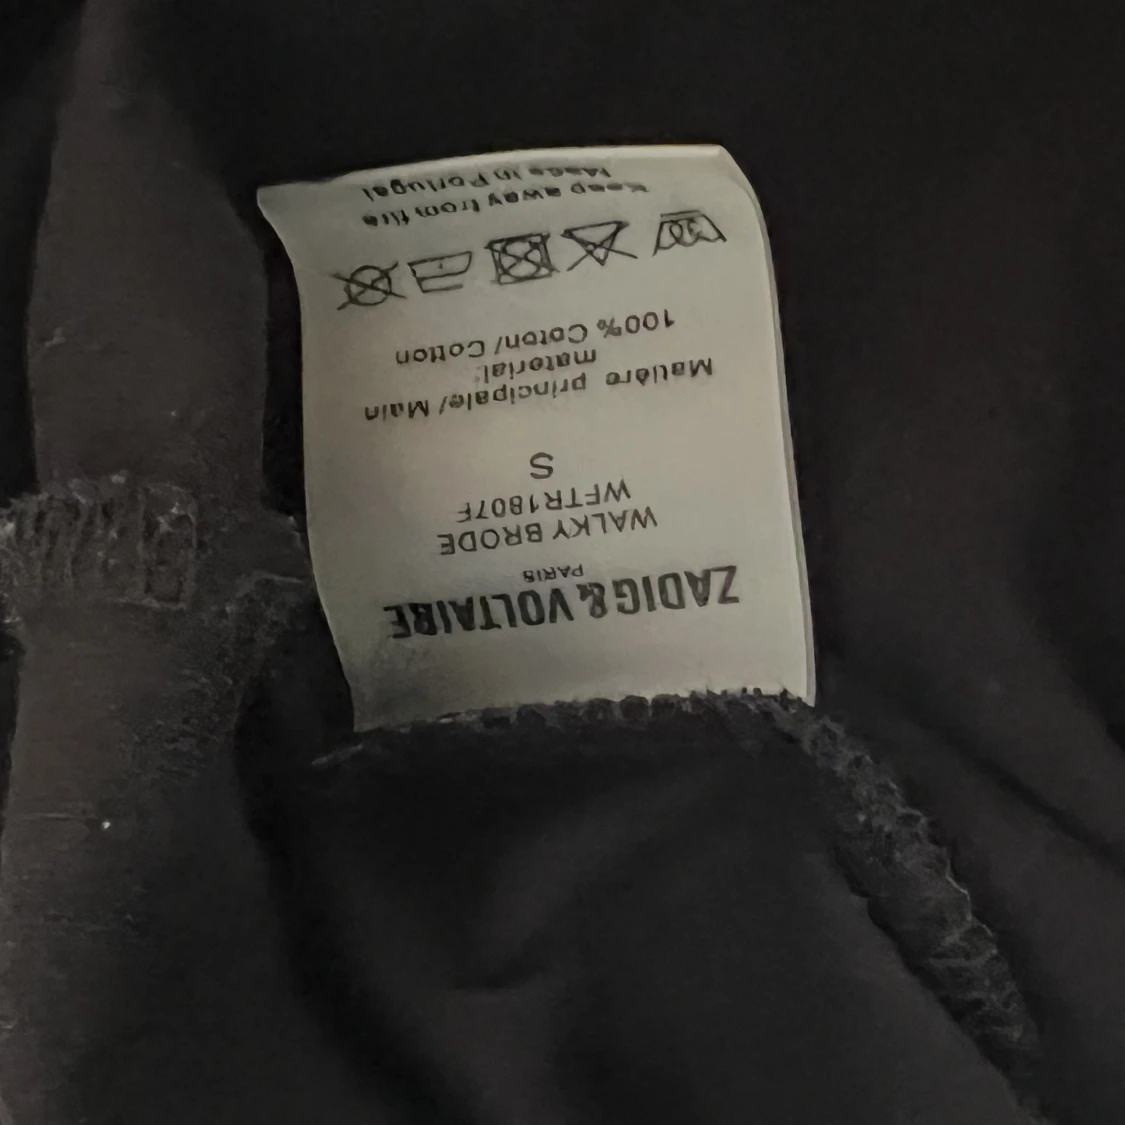 ZADIG&VOLTAIRE
PARIS
WALKY BRODE
WFTR1807F
S
Matière principale/ Main
material:
100% Coton/ Cotton
30
Keep away from fire
Made in Portugal